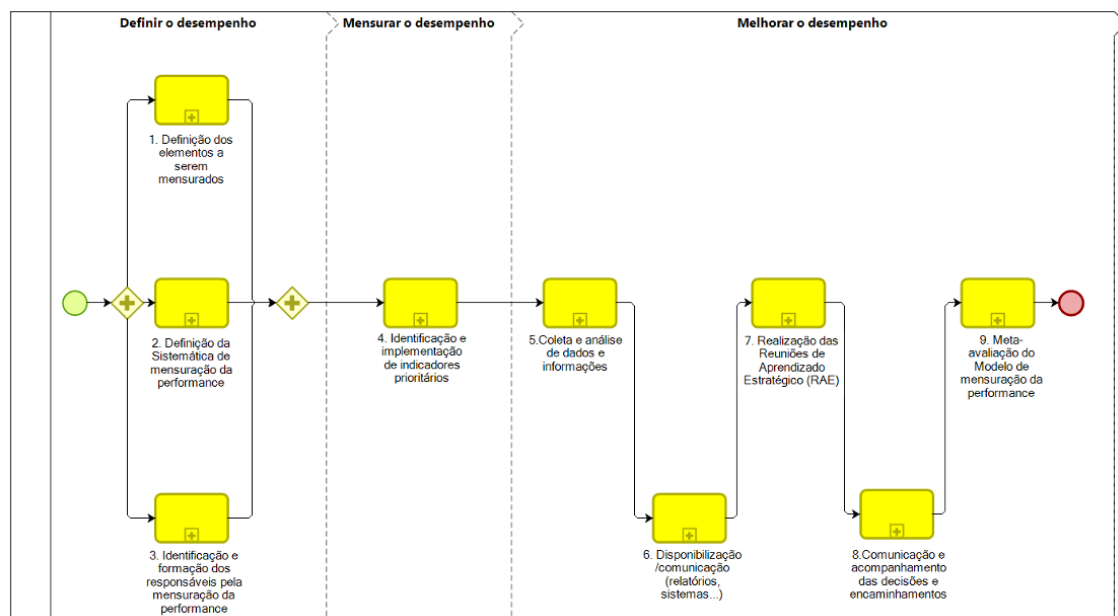 Definir o desempenho
Mensurar o desempenho
Melhorar o desempenho
1. Definição dos
elementos a
serem
mensurados
2. Definição da
Sistemática de
mensuração da
performance
3. Identificação e
formação dos
responsáveis pela
mensuração da
performance
4. Identificação e
implementação
de indicadores
prioritários
5.Coleta e análise
de dados e
informações
6. Disponibilização
/comunicação
(relatórios,
sistemas...)
7. Realização das
Reuniões de
Aprendizado
Estratégico (RAE)
8.Comunicação e
acompanhamento
das decisões e
encaminhamentos
9. Meta-
avaliação do
Modelo de
mensuração da
performance